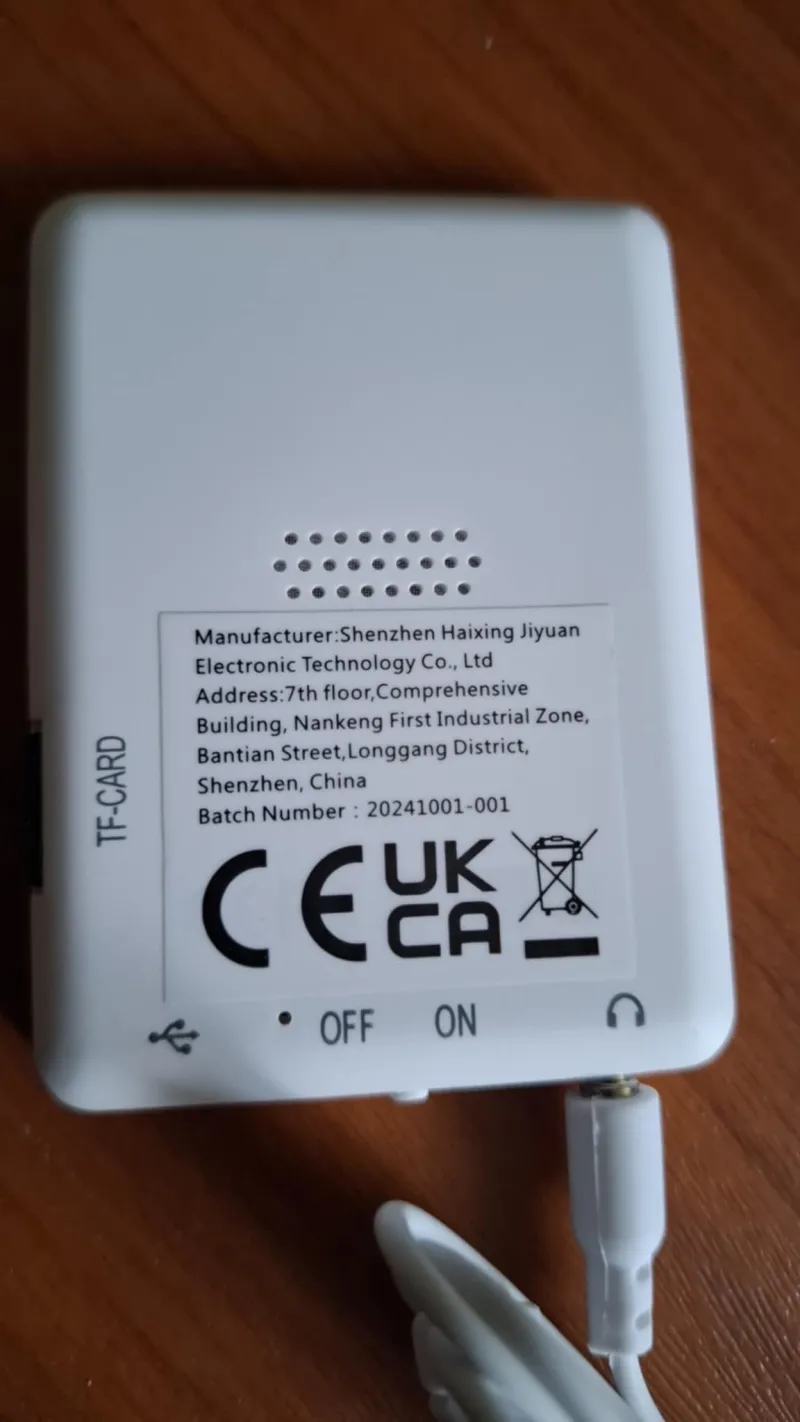 Manufacturer:Shenzhen Haixing Jiyuan
Electronic Technology Co., Ltd
Address:7th floor,Comprehensive
Building, Nankeng First Industrial Zone,
Bantian Street,Longgang District,
Shenzhen, China
Batch Number : 20241001-001
TF-CARD
CE UK
CA
OFF ON